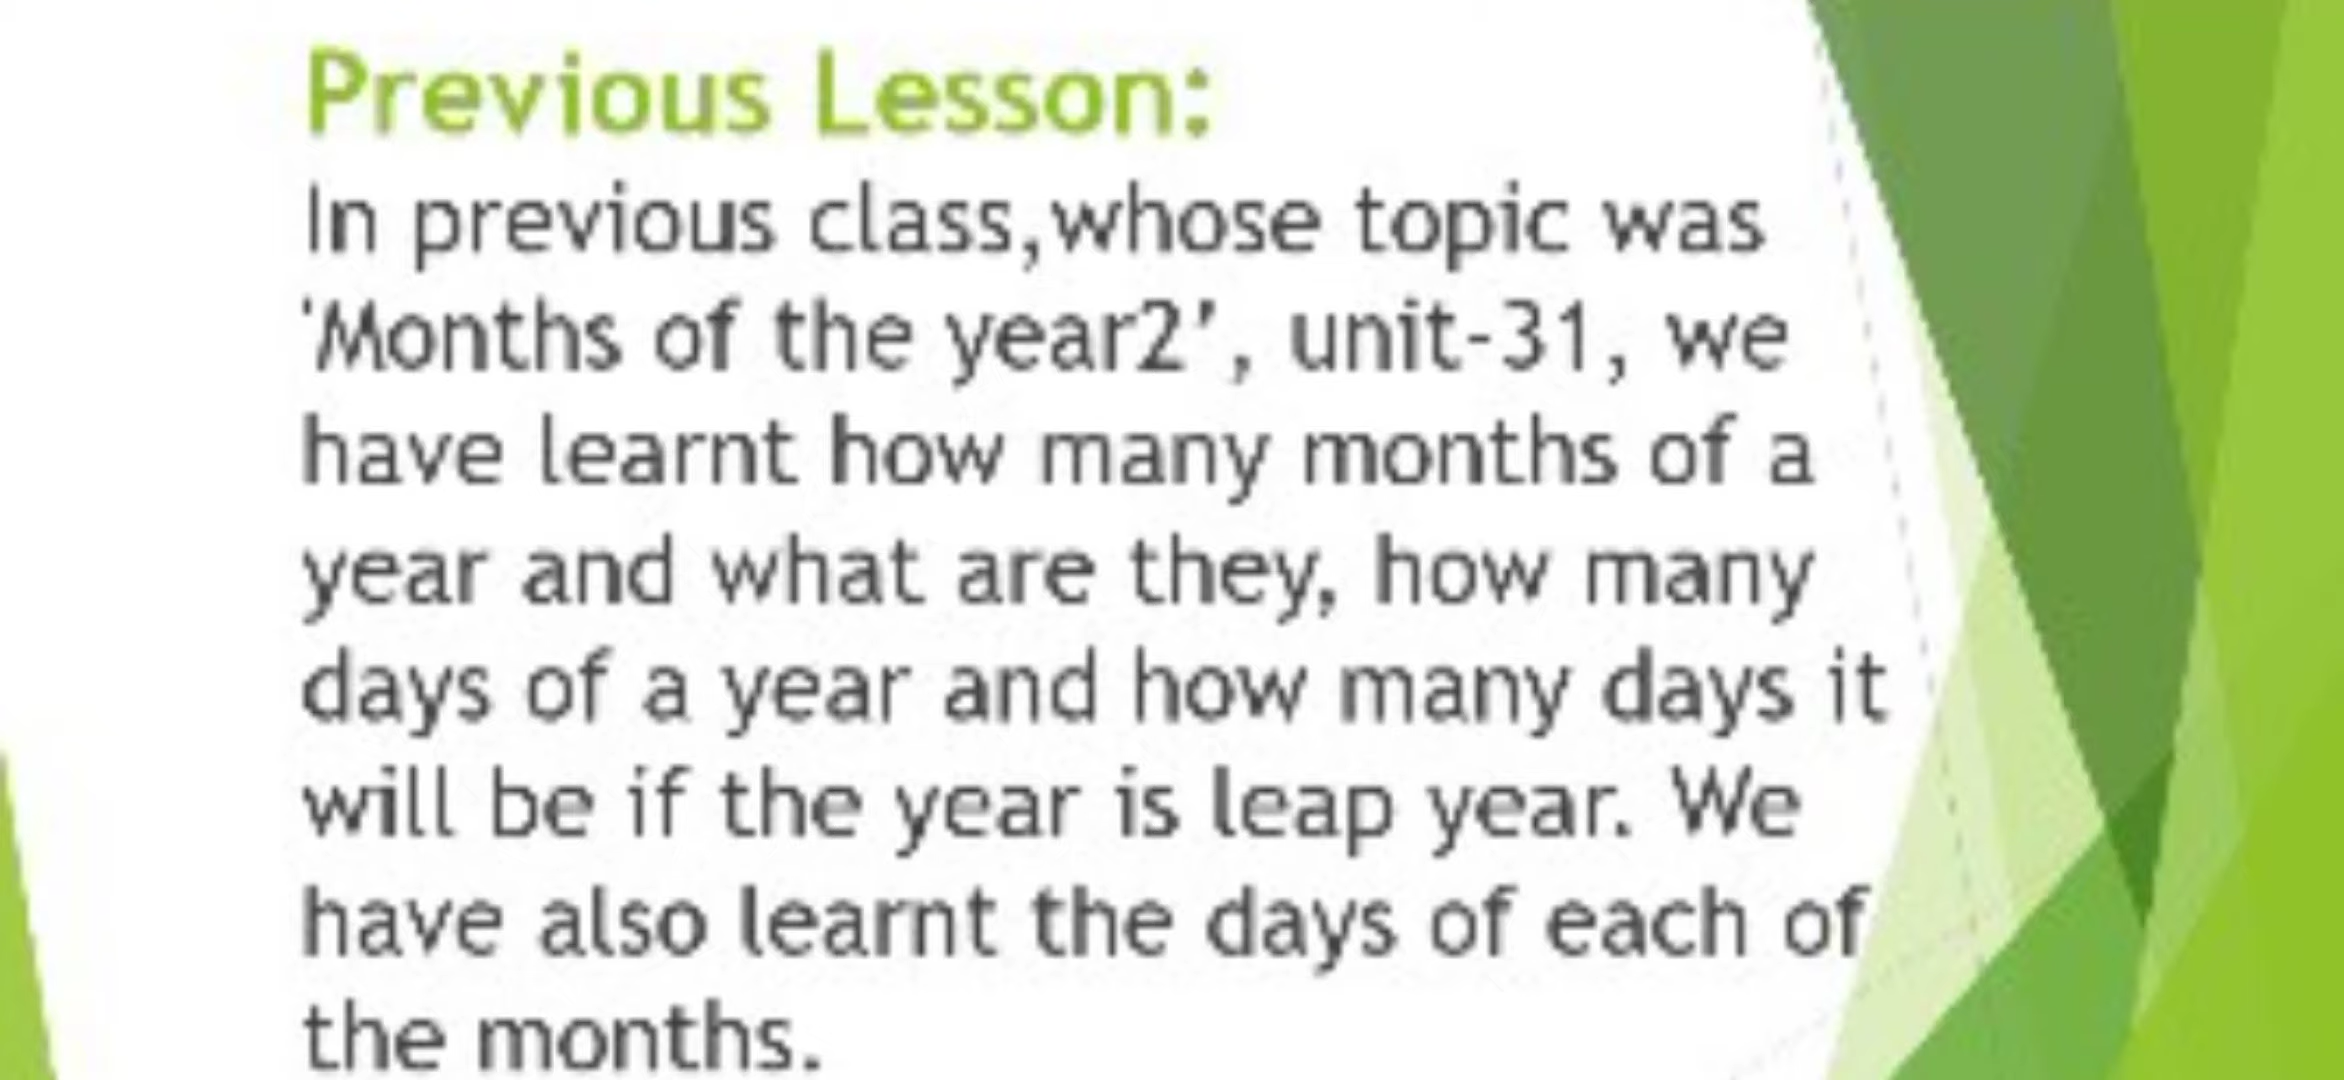 Previous Lesson:
In previous class,whose topic was
'Months of the year2’, unit-31, we
have learnt how many months of a
year and what are they, how many
days of a year and how many days it
will be if the year is leap year. We
have also learnt the days of each of
the months.